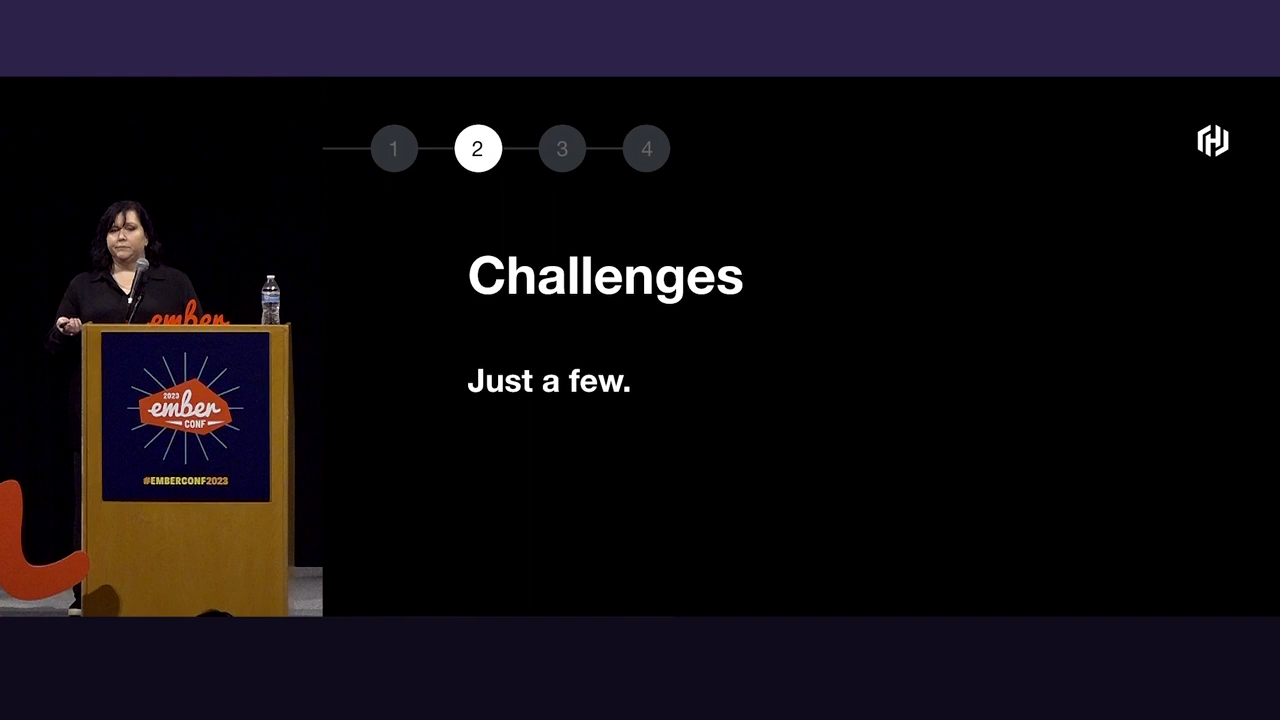 1 2 3 4
Challenges
Just a few.
ember
2023
ember
CONF
#EMBERCONF2023